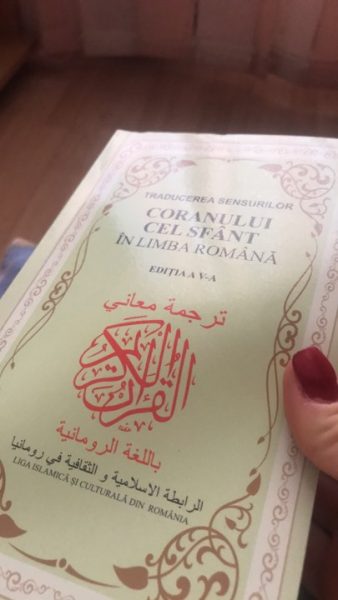 TRADUCEREA SENSURILOR
CORANULUI
CEL SFÂNT
ÎN LIMBA ROMÂNĂ
EDIȚIA A V-A
ترجمة معاني
القرآن الكريم
باللغة الرومانية
الرابطة الاسلامية و الثقافية في رومانيا
LIGA ISLAMICĂ ȘI CULTURALĂ DIN ROMÂNIA